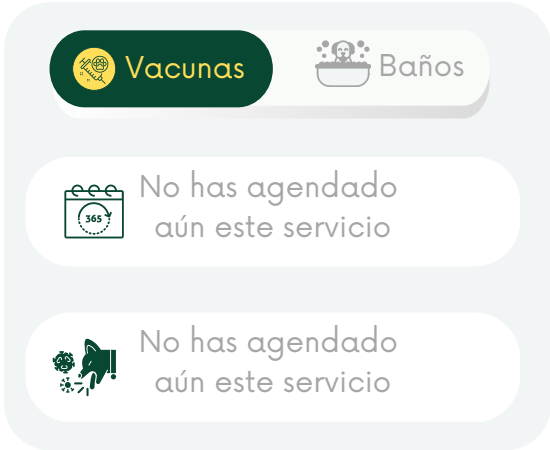 Vacunas
Baños
No has agendado
aún este servicio
365
No has agendado
aún este servicio